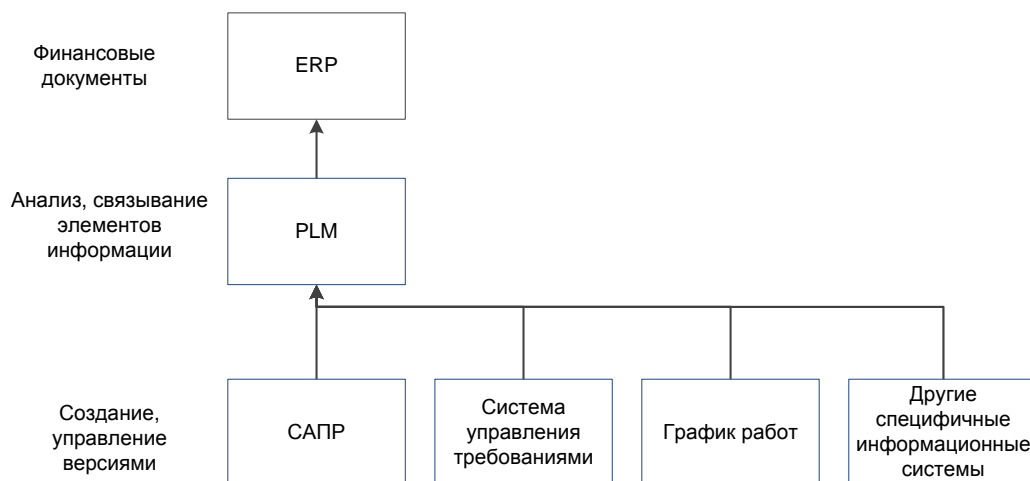 Финансовые
документы
ERP
Анализ, связывание
элементов
информации
PLM
Создание,
управление
версиями
САПР
Система
управления
требованиями
График работ
Другие
специфичные
информационные
системы